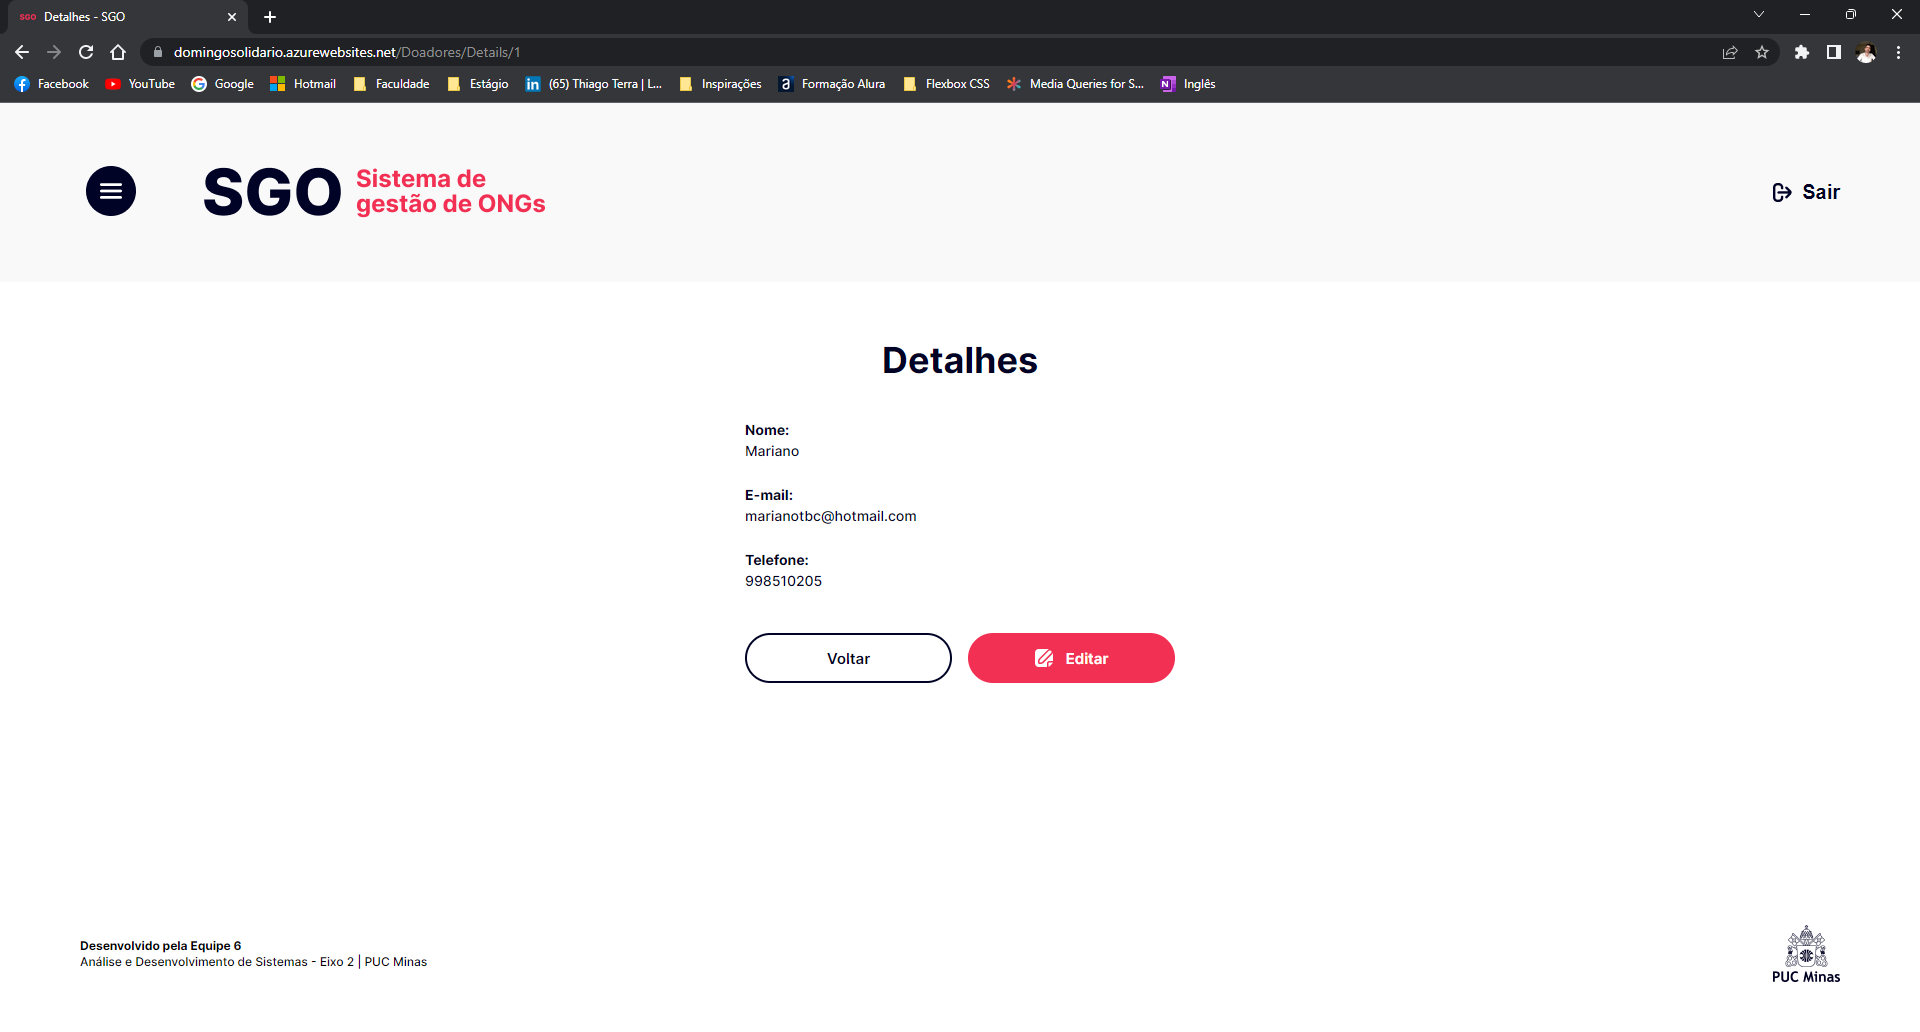 SGO Detalhes - SGO
domingosolidario.azurewebsites.net/Doadores/Details/1
Facebook YouTube Google Hotmail Faculdade Estágio in (65) Thiago Terra | L... Inspirações a Formação Alura Flexbox CSS Media Queries for S... N Inglês
SGO
Sistema de
gestão de ONGs
Sair
Detalhes
Nome:
Mariano
E-mail:
marianotbc@hotmail.com
Telefone:
998510205
Voltar
Editar
Desenvolvido pela Equipe 6
Análise e Desenvolvimento de Sistemas - Eixo 2 | PUC Minas
PUC Minas